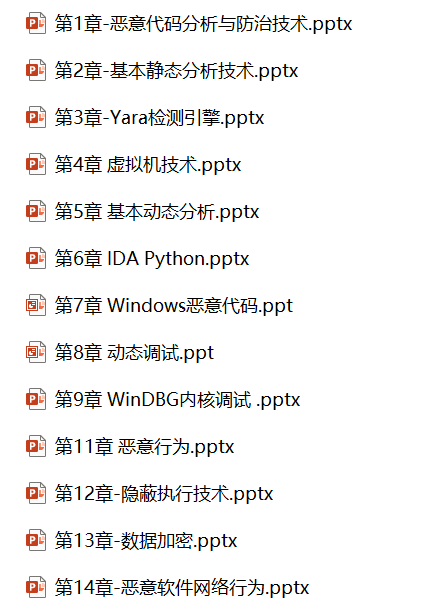 第1章-恶意代码分析与防治技术.pptx
第2章-基本静态分析技术.pptx
第3章-Yara检测引擎.pptx
第4章 虚拟机技术.pptx
第5章 基本动态分析.pptx
第6章 IDA Python.pptx
第7章 Windows恶意代码.ppt
第8章 动态调试.ppt
第9章 WinDBG内核调试 .pptx
第11章 恶意行为.pptx
第12章-隐蔽执行技术.pptx
第13章-数据加密.pptx
第14章-恶意软件网络行为.pptx